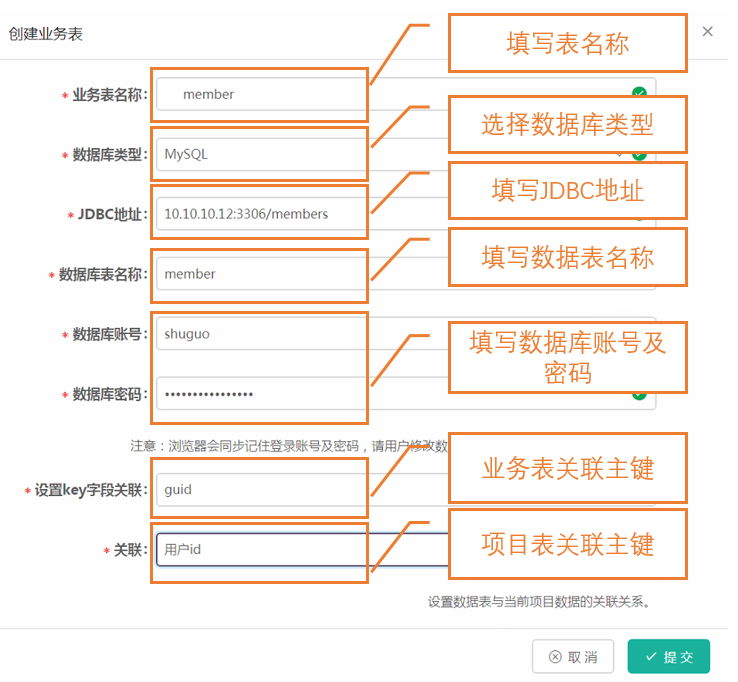 创建业务表
填写表名称
* 业务表名称: member
选择数据库类型
* 数据库类型: MySQL
填写JDBC地址
* JDBC地址: 10.10.10.12:3306/members
填写数据表名称
* 数据库表名称: member
* 数据库账号: shuguo
填写数据库账号及
密码
* 数据库密码: ••••••••••••••••
注意：浏览器会同步记住登录账号及密码，请用户修改数
业务表关联主键
* 设置key字段关联: guid
项目表关联主键
* 关联: 用户id
设置数据表与当前项目数据的关联关系。
取 消
提 交